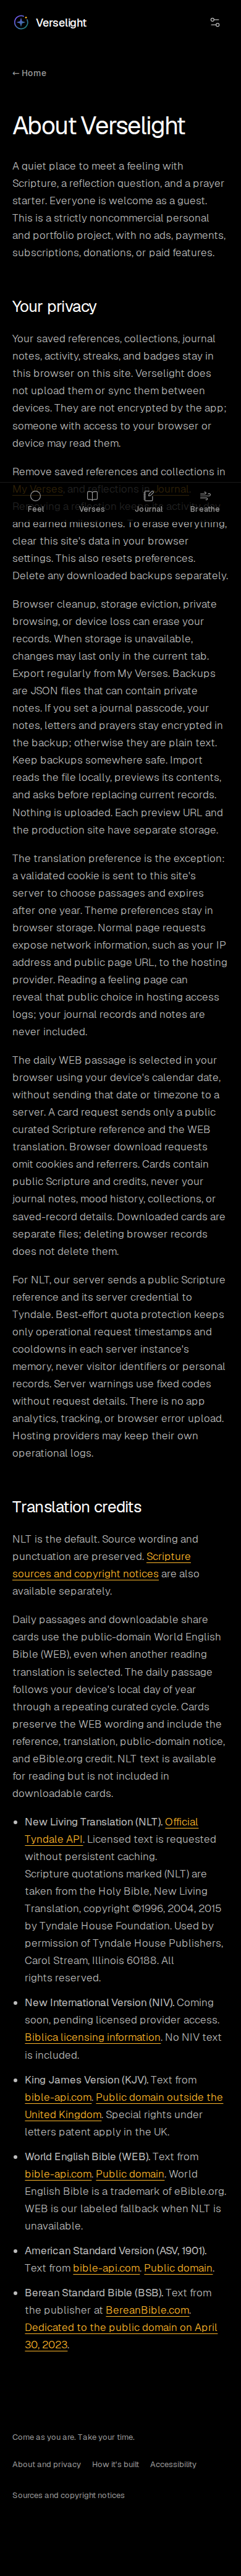 Verselight
← Home
About Verselight
A quiet place to meet a feeling with
Scripture, a reflection question, and a prayer
starter. Everyone is welcome as a guest.
This is a strictly noncommercial personal
and portfolio project, with no ads, payments,
subscriptions, donations, or paid features.
Your privacy
Your saved references, collections, journal
notes, activity, streaks, and badges stay in
this browser on this site. Verselight does
not upload them or sync them between
devices. They are not encrypted by the app;
someone with access to your browser or
device may read them.
Remove saved references and collections in
My Verses, and reflections in Journal.
Feel
Verses
Journal
Breathe
and earned milestones. To erase everything,
clear this site's data in your browser
settings. This also resets preferences.
Delete any downloaded backups separately.
Browser cleanup, storage eviction, private
browsing, or device loss can erase your
records. When storage is unavailable,
changes may last only in the current tab.
Export regularly from My Verses. Backups
are JSON files that can contain private
notes. If you set a journal passcode, your
notes, letters and prayers stay encrypted in
the backup; otherwise they are plain text.
Keep backups somewhere safe. Import
reads the file locally, previews its contents,
and asks before replacing current records.
Nothing is uploaded. Each preview URL and
the production site have separate storage.
The translation preference is the exception:
a validated cookie is sent to this site's
server to choose passages and expires
after one year. Theme preferences stay in
browser storage. Normal page requests
expose network information, such as your IP
address and public page URL, to the hosting
provider. Reading a feeling page can
reveal that public choice in hosting access
logs; your journal records and notes are
never included.
The daily WEB passage is selected in your
browser using your device's calendar date,
without sending that date or timezone to a
server. A card request sends only a public
curated Scripture reference and the WEB
translation. Browser download requests
omit cookies and referrers. Cards contain
public Scripture and credits, never your
journal notes, mood history, collections, or
saved-record details. Downloaded cards are
separate files; deleting browser records
does not delete them.
For NLT, our server sends a public Scripture
reference and its server credential to
Tyndale. Best-effort quota protection keeps
only operational request timestamps and
cooldowns in each server instance's
memory, never visitor identifiers or personal
records. Server warnings use fixed codes
without request details. There is no app
analytics, tracking, or browser error upload.
Hosting providers may keep their own
operational logs.
Translation credits
NLT is the default. Source wording and
punctuation are preserved. Scripture
sources and copyright notices are also
available separately.
Daily passages and downloadable share
cards use the public-domain World English
Bible (WEB), even when another reading
translation is selected. The daily passage
follows your device's local day of year
through a repeating curated cycle. Cards
preserve the WEB wording and include the
reference, translation, public-domain notice,
and eBible.org credit. NLT text is available
for reading but is not included in
downloadable cards.
• New Living Translation (NLT). Official
Tyndale API. Licensed text is requested
without persistent caching.
Scripture quotations marked (NLT) are
taken from the Holy Bible, New Living
Translation, copyright ©1996, 2004, 2015
by Tyndale House Foundation. Used by
permission of Tyndale House Publishers,
Carol Stream, Illinois 60188. All
rights reserved.
• New International Version (NIV). Coming
soon, pending licensed provider access.
Biblica licensing information. No NIV text
is included.
• King James Version (KJV). Text from
bible-api.com. Public domain outside the
United Kingdom. Special rights under
letters patent apply in the UK.
• World English Bible (WEB). Text from
bible-api.com. Public domain. World
English Bible is a trademark of eBible.org.
WEB is our labeled fallback when NLT is
unavailable.
• American Standard Version (ASV, 1901).
Text from bible-api.com. Public domain.
• Berean Standard Bible (BSB). Text from
the publisher at BereanBible.com.
Dedicated to the public domain on April
30, 2023.
Come as you are. Take your time.
About and privacy How it's built Accessibility
Sources and copyright notices